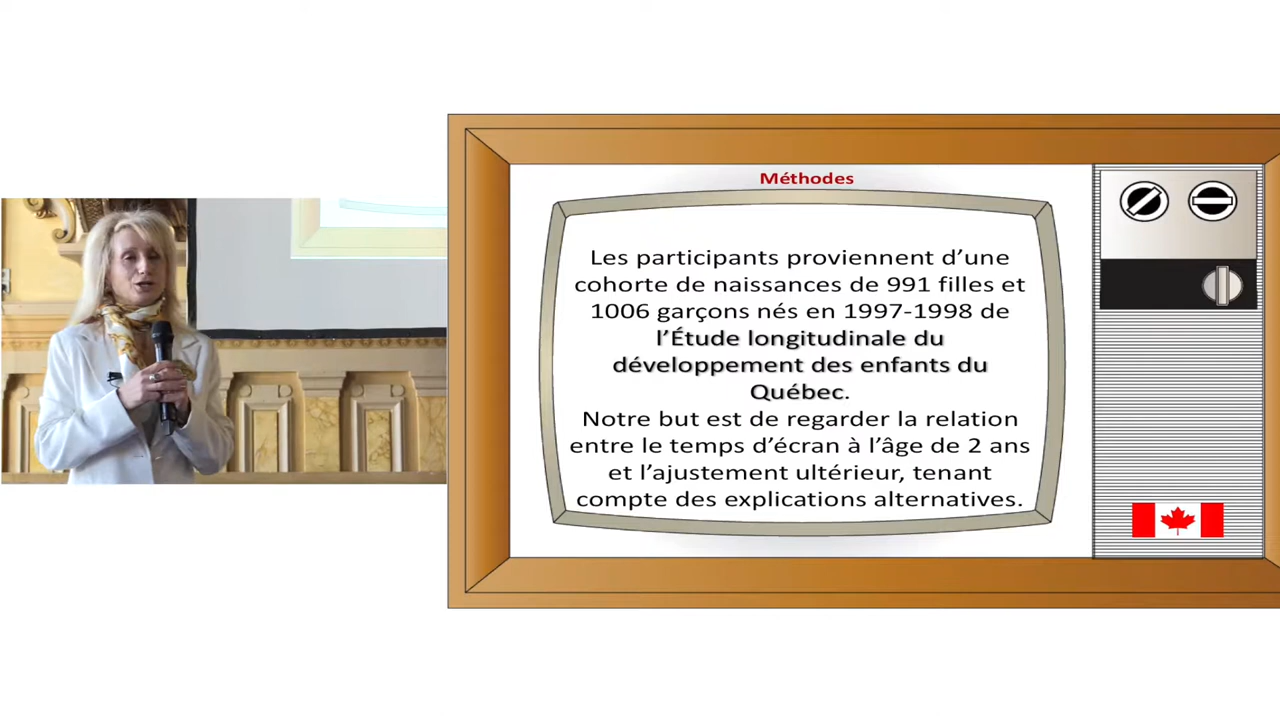 Méthodes
Les participants proviennent d’une
cohorte de naissances de 991 filles et
1006 garçons nés en 1997-1998 de
l’Étude longitudinale du
développement des enfants du
Québec.
Notre but est de regarder la relation
entre le temps d’écran à l’âge de 2 ans
et l’ajustement ultérieur, tenant
compte des explications alternatives.